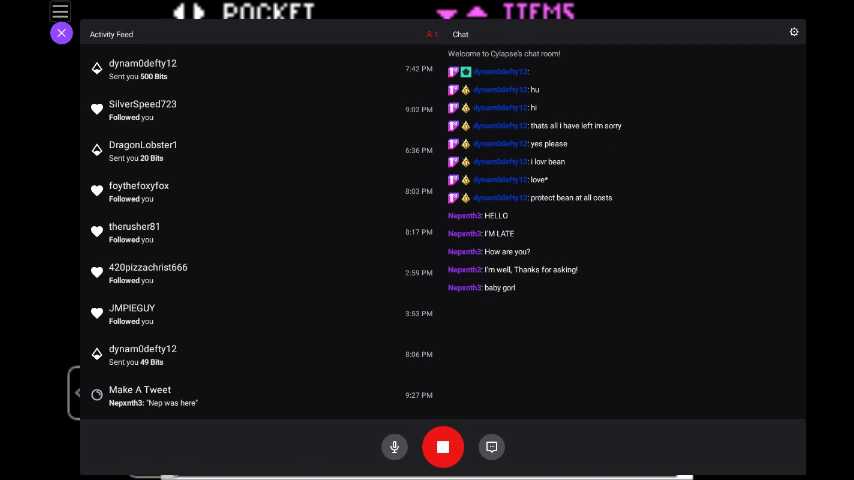 POCKET
ITEMS
Activity Feed
1
Chat
dynam0defty12
Sent you 500 Bits
7:42 PM
SilverSpeed723
Followed you
9:02 PM
DragonLobster1
Sent you 20 Bits
6:36 PM
foythefoxyfox
Followed you
8:03 PM
therusher81
Followed you
8:17 PM
420pizzachrist666
Followed you
2:59 PM
JMPIEGUY
Followed you
3:53 PM
dynam0defty12
Sent you 49 Bits
8:06 PM
Make A Tweet
Nepxnth3: "Nep was here"
9:27 PM
Welcome to Cylapse's chat room!
dynam0defty12:
dynam0defty12: hu
dynam0defty12: hi
dynam0defty12: thats all i have left im sorry
dynam0defty12: yes please
dynam0defty12: i lovr bean
dynam0defty12: love*
dynam0defty12: protect bean at all costs
Nepxnth3: HELLO
Nepxnth3: I'M LATE
Nepxnth3: How are you?
Nepxnth3: I'm well, Thanks for asking!
Nepxnth3: baby gorl